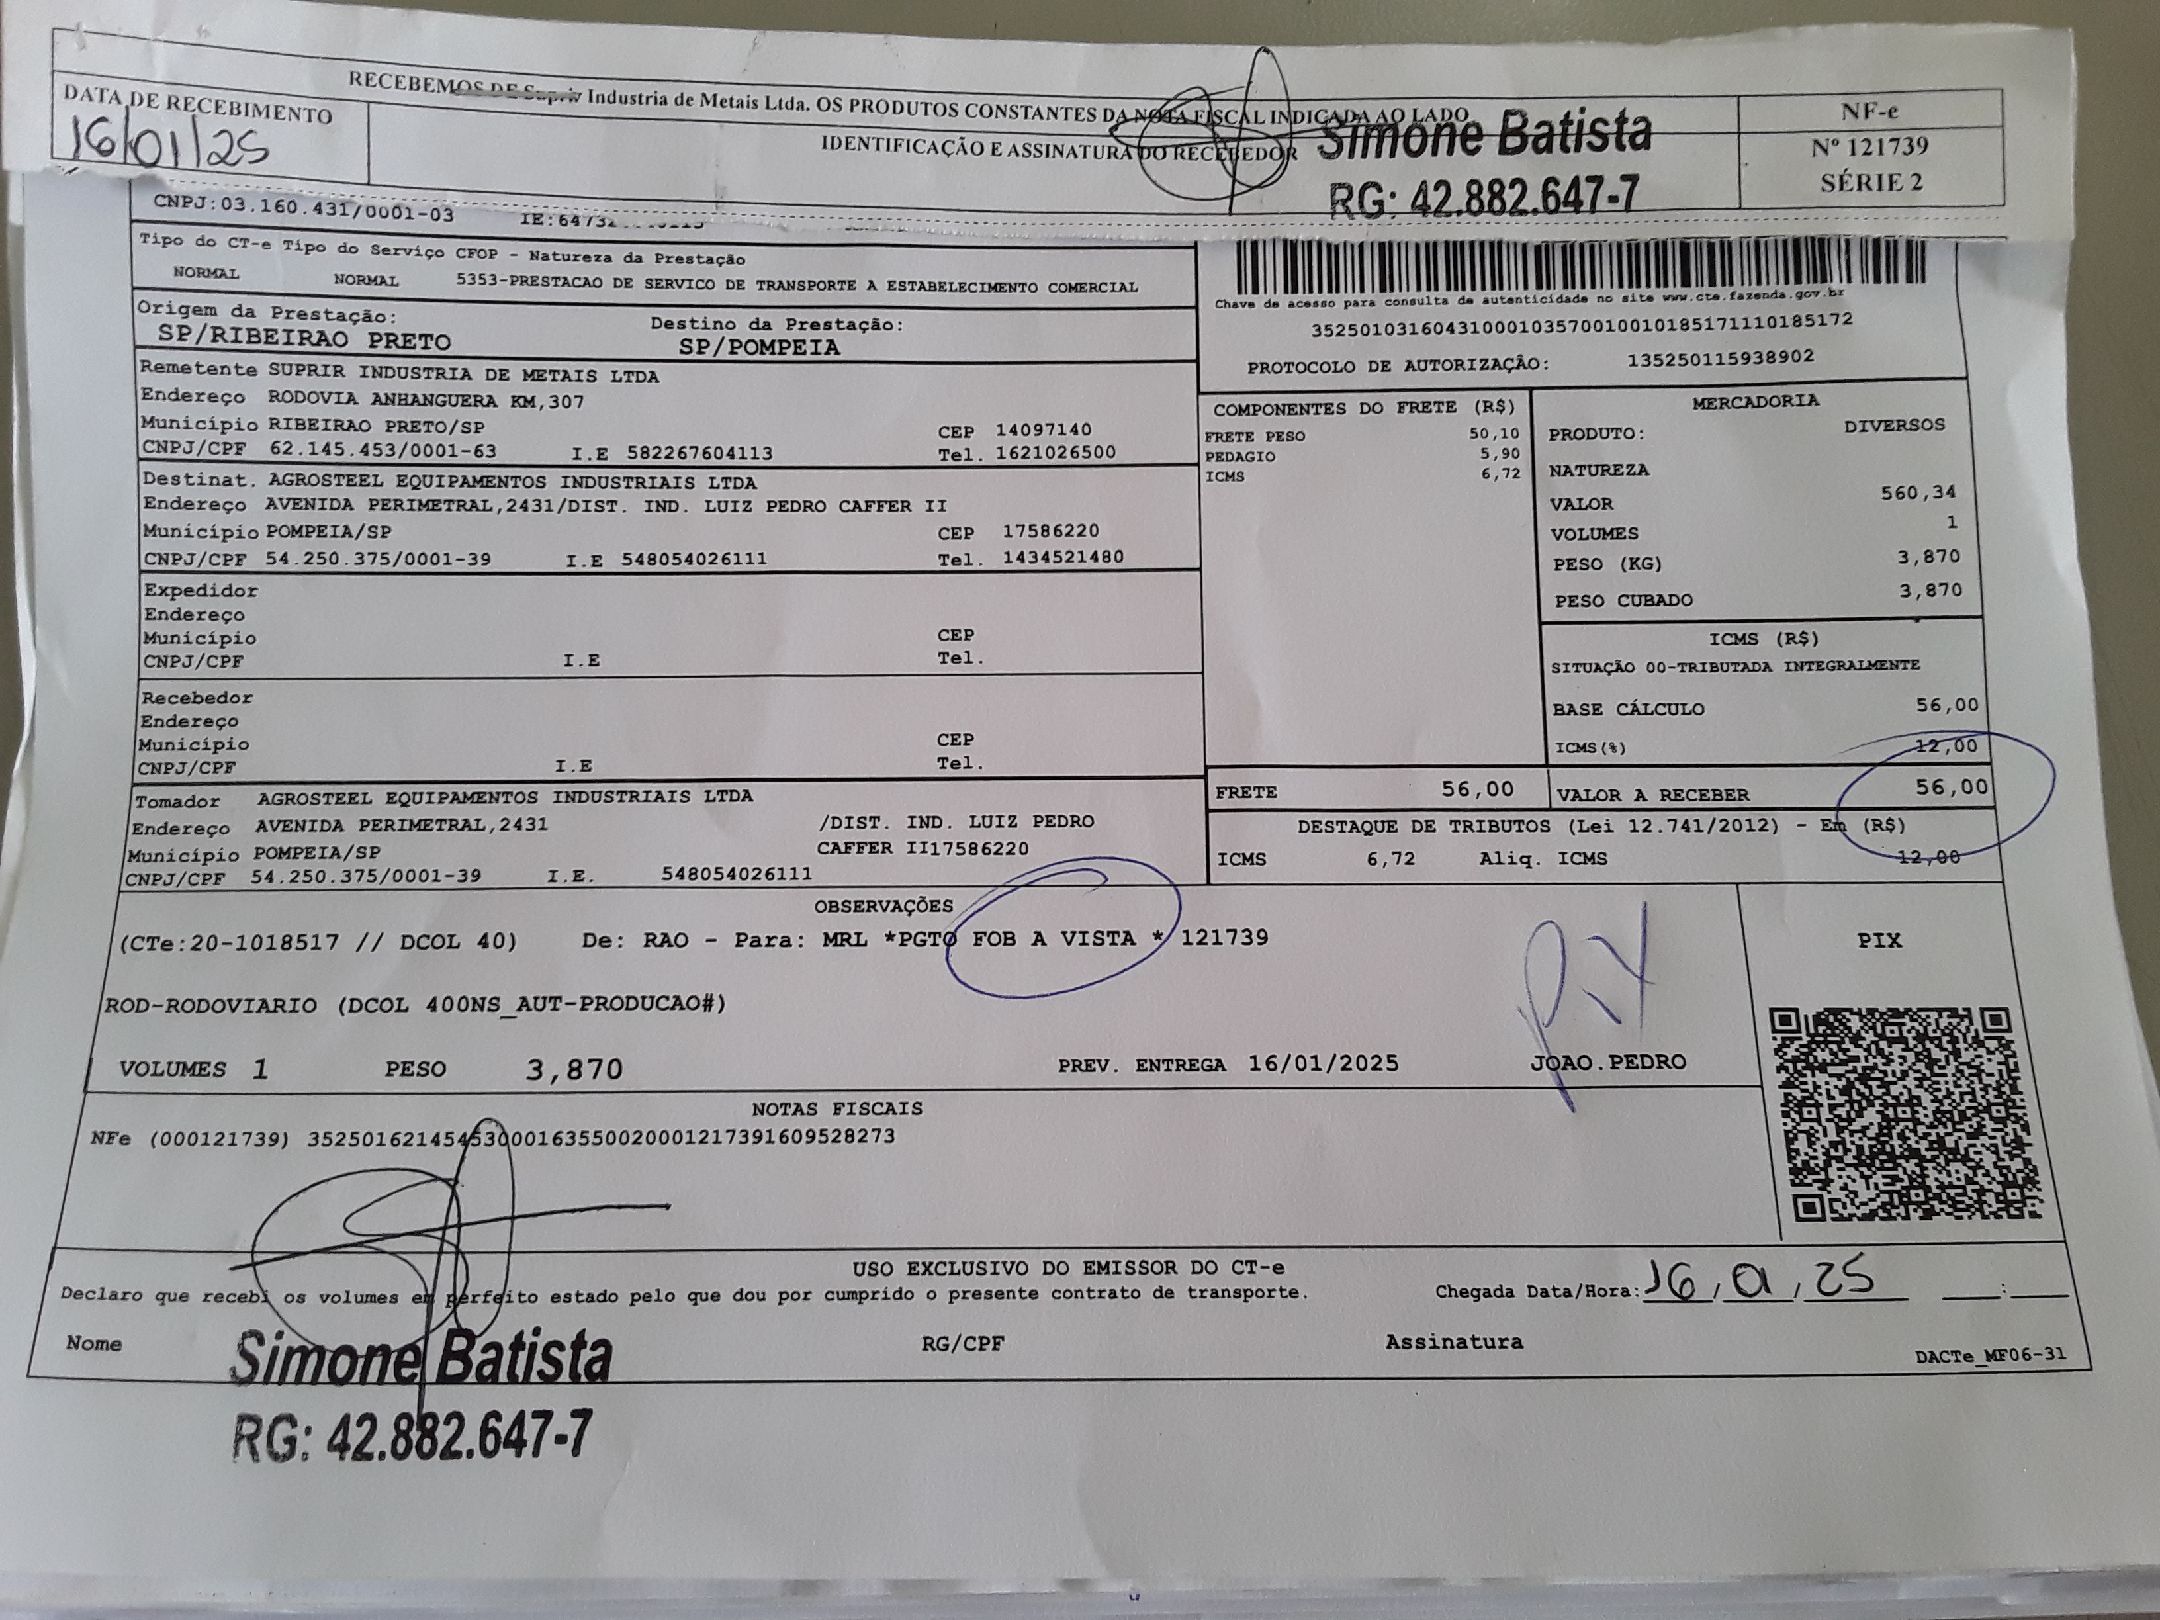 RECEBEMOS DE Suprir Industria de Metais Ltda. OS PRODUTOS CONSTANTES DA NOTA FISCAL INDICADA AO LADO
DATA DE RECEBIMENTO
16/01/25
IDENTIFICAÇÃO E ASSINATURA DO RECEBEDOR
Simone Batista
RG: 42.882.647-7
NF-e
Nº 121739
SÉRIE 2
CNPJ:03.160.431/0001-03 IE:
Tipo do CT-e Tipo do Serviço CFOP - Natureza da Prestação
NORMAL NORMAL 5353-PRESTACAO DE SERVICO DE TRANSPORTE A ESTABELECIMENTO COMERCIAL
Origem da Prestação: Destino da Prestação:
SP/RIBEIRAO PRETO SP/POMPEIA
Chave de acesso para consulta de autenticidade no site www.cte.fazenda.gov.br
35250103160431000103570010010185171110185172
PROTOCOLO DE AUTORIZAÇÃO: 135250115938902
Remetente SUPRIR INDUSTRIA DE METAIS LTDA
Endereço RODOVIA ANHANGUERA KM,307
Município RIBEIRAO PRETO/SP CEP 14097140
CNPJ/CPF 62.145.453/0001-63 I.E 582267604113 Tel. 1621026500
Destinat. AGROSTEEL EQUIPAMENTOS INDUSTRIAIS LTDA
Endereço AVENIDA PERIMETRAL,2431/DIST. IND. LUIZ PEDRO CAFFER II
Município POMPEIA/SP CEP 17586220
CNPJ/CPF 54.250.375/0001-39 I.E 548054026111 Tel. 1434521480
Expedidor
Endereço
Município CEP
CNPJ/CPF I.E Tel.
Recebedor
Endereço
Município CEP
CNPJ/CPF I.E Tel.
Tomador AGROSTEEL EQUIPAMENTOS INDUSTRIAIS LTDA
Endereço AVENIDA PERIMETRAL,2431 /DIST. IND. LUIZ PEDRO
Município POMPEIA/SP CAFFER II17586220
CNPJ/CPF 54.250.375/0001-39 I.E. 548054026111
COMPONENTES DO FRETE (R$)
FRETE PESO 50,10
PEDAGIO 5,90
ICMS 6,72
MERCADORIA
PRODUTO: DIVERSOS
NATUREZA
VALOR 560,34
VOLUMES 1
PESO (KG) 3,870
PESO CUBADO 3,870
ICMS (R$)
SITUAÇÃO 00-TRIBUTADA INTEGRALMENTE
BASE CÁLCULO 56,00
ICMS(%) 12,00
FRETE 56,00 VALOR A RECEBER 56,00
DESTAQUE DE TRIBUTOS (Lei 12.741/2012) - Em (R$)
ICMS 6,72 Aliq. ICMS 12,00
OBSERVAÇÕES
(CTe:20-1018517 // DCOL 40) De: RAO - Para: MRL *PGTO FOB A VISTA * 121739
ROD-RODOVIARIO (DCOL 400NS_AUT-PRODUCAO#)
Pix
PIX
VOLUMES 1 PESO 3,870 PREV. ENTREGA 16/01/2025 JOAO.PEDRO
NOTAS FISCAIS
NFe (000121739) 35250162145453000163550020001217391609528273
USO EXCLUSIVO DO EMISSOR DO CT-e
Declaro que recebi os volumes em perfeito estado pelo que dou por cumprido o presente contrato de transporte. Chegada Data/Hora: 16/01/25 __:__
Nome RG/CPF Assinatura
DACTe_MF06-31
Simone Batista
RG: 42.882.647-7